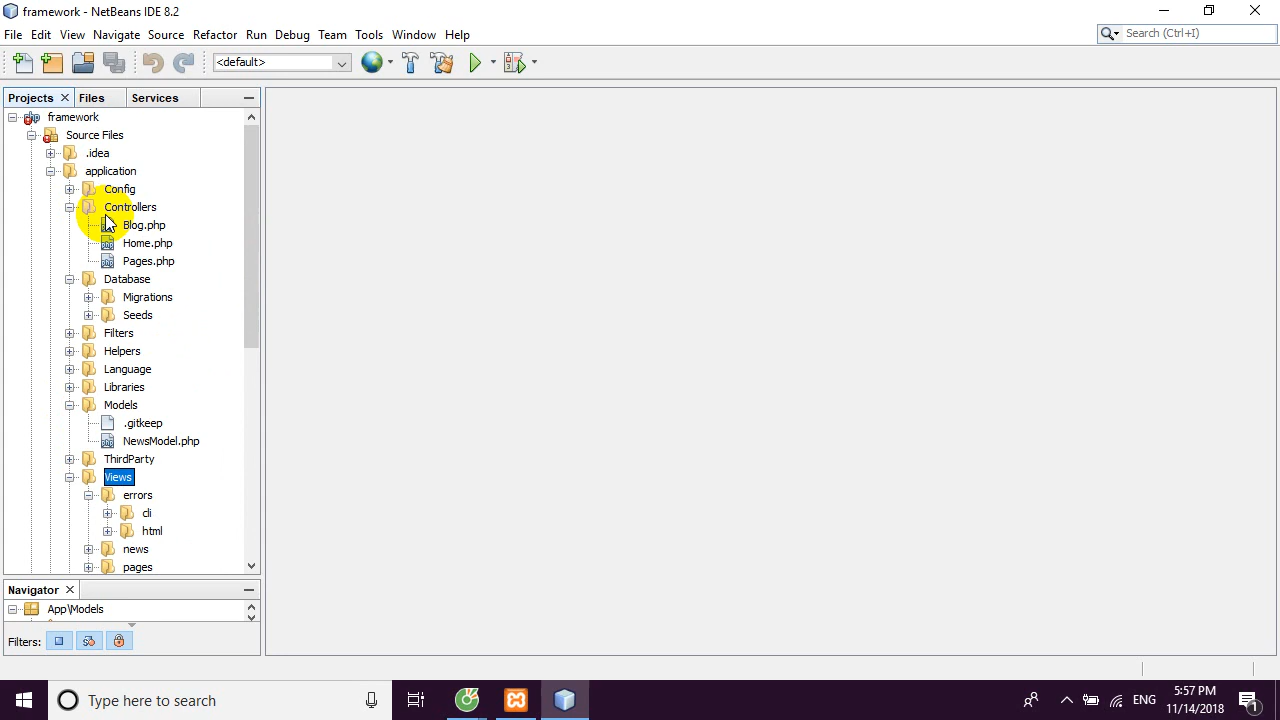 framework - NetBeans IDE 8.2
File Edit View Navigate Source Refactor Run Debug Team Tools Window Help
Search (Ctrl+I)
<default>
Projects Files Services
framework
Source Files
.idea
application
Config
Controllers
Blog.php
Home.php
Pages.php
Database
Migrations
Seeds
Filters
Helpers
Language
Libraries
Models
.gitkeep
NewsModel.php
ThirdParty
Views
errors
cli
html
news
pages
Navigator
App\Models
Filters:
Type here to search
ENG
5:57 PM
11/14/2018
1